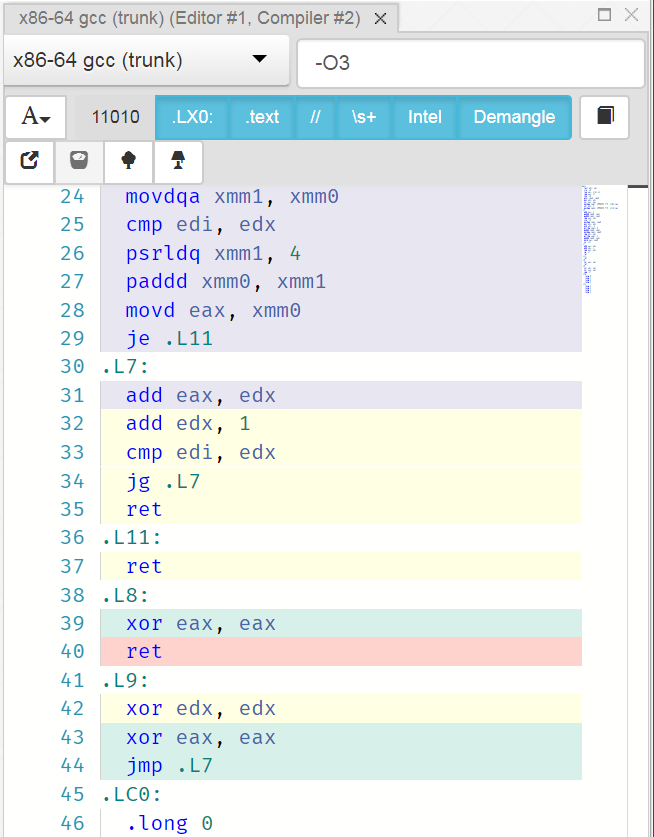 x86-64 gcc (trunk) (Editor #1, Compiler #2)
x86-64 gcc (trunk)
-O3
A
11010
.LX0:
.text
//
\s+
Intel
Demangle
24 movdqa xmm1, xmm0
25 cmp edi, edx
26 psrldq xmm1, 4
27 paddd xmm0, xmm1
28 movd eax, xmm0
29 je .L11
30 .L7:
31 add eax, edx
32 add edx, 1
33 cmp edi, edx
34 jg .L7
35 ret
36 .L11:
37 ret
38 .L8:
39 xor eax, eax
40 ret
41 .L9:
42 xor edx, edx
43 xor eax, eax
44 jmp .L7
45 .LC0:
46 .long 0